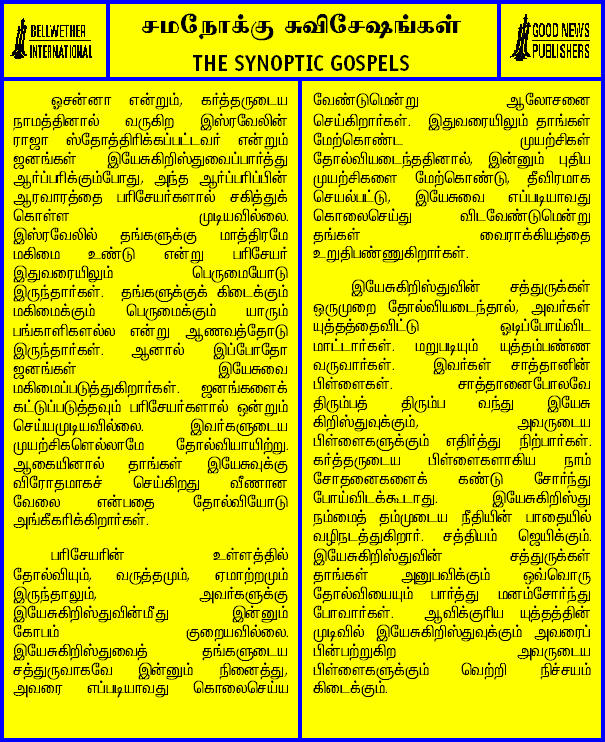 BELLWETHER
INTERNATIONAL
சமநோக்கு சுவிசேஷங்கள்
THE SYNOPTIC GOSPELS
GOOD NEWS
PUBLISHERS
ஓசன்னா என்றும், கர்த்தருடைய
நாமத்தினால் வருகிற இஸ்ரவேலின்
ராஜா ஸ்தோத்திரிக்கப்பட்டவர் என்றும்
ஜனங்கள் இயேசுகிறிஸ்துவைப்பார்த்து
ஆர்ப்பரிக்கும்போது, அந்த ஆர்ப்பரிப்பின்
ஆரவாரத்தை பரிசேயர்களால் சகித்துக்
கொள்ள முடியவில்லை.
இஸ்ரவேலில் தங்களுக்கு மாத்திரமே
மகிமை உண்டு என்று பரிசேயர்
இதுவரையிலும் பெருமையோடு
இருந்தார்கள். தங்களுக்குக் கிடைக்கும்
மகிமைக்கும் பெருமைக்கும் யாரும்
பங்காளிகளல்ல என்று ஆணவத்தோடு
இருந்தார்கள். ஆனால் இப்போதோ
ஜனங்கள் இயேசுவை
மகிமைப்படுத்துகிறார்கள். ஜனங்களைக்
கட்டுப்படுத்தவும் பரிசேயர்களால் ஒன்றும்
செய்யமுடியவில்லை. இவர்களுடைய
முயற்சிகளெல்லாமே தோல்வியாயிற்று.
ஆகையினால் தாங்கள் இயேசுவுக்கு
விரோதமாகச் செய்கிறது வீணான
வேலை என்பதை தோல்வியோடு
அங்கீகரிக்கிறார்கள்.
பரிசேயரின் உள்ளத்தில்
தோல்வியும், வருத்தமும், ஏமாற்றமும்
இருந்தாலும், அவர்களுக்கு
இயேசுகிறிஸ்துவின்மீது இன்னும்
கோபம் குறையவில்லை.
இயேசுகிறிஸ்துவைத் தங்களுடைய
சத்துருவாகவே இன்னும் நினைத்து,
அவரை எப்படியாவது கொலைசெய்ய
வேண்டுமென்று ஆலோசனை
செய்கிறார்கள். இதுவரையிலும் தாங்கள்
மேற்கொண்ட முயற்சிகள்
தோல்வியடைந்ததினால், இன்னும் புதிய
முயற்சிகளை மேற்கொண்டு, தீவிரமாக
செயல்பட்டு, இயேசுவை எப்படியாவது
கொலைசெய்து விடவேண்டுமென்று
தங்கள் வைராக்கியத்தை
உறுதிபண்ணுகிறார்கள்.
இயேசுகிறிஸ்துவின் சத்துருக்கள்
ஒருமுறை தோல்வியடைந்தால், அவர்கள்
யுத்தத்தைவிட்டு ஓடிப்போய்விட
மாட்டார்கள். மறுபடியும் யுத்தம்பண்ண
வருவார்கள். இவர்கள் சாத்தானின்
பிள்ளைகள். சாத்தானைபோலவே
திரும்பத் திரும்ப வந்து இயேசு
கிறிஸ்துவுக்கும், அவருடைய
பிள்ளைகளுக்கும் எதிர்த்து நிற்பார்கள்.
கர்த்தருடைய பிள்ளைகளாகிய நாம்
சோதனைகளைக் கண்டு சோர்ந்து
போய்விடக்கூடாது. இயேசுகிறிஸ்து
நம்மைத் தம்முடைய நீதியின் பாதையில்
வழிநடத்துகிறார். சத்தியம் ஜெயிக்கும்.
இயேசுகிறிஸ்துவின் சத்துருக்கள்
தாங்கள் அனுபவிக்கும் ஒவ்வொரு
தோல்வியையும் பார்த்து மனம்சோர்ந்து
போவார்கள். ஆவிக்குரிய யுத்தத்தின்
முடிவில் இயேசுகிறிஸ்துவுக்கும் அவரைப்
பின்பற்றுகிற அவருடைய
பிள்ளைகளுக்கும் வெற்றி நிச்சயம்
கிடைக்கும்.